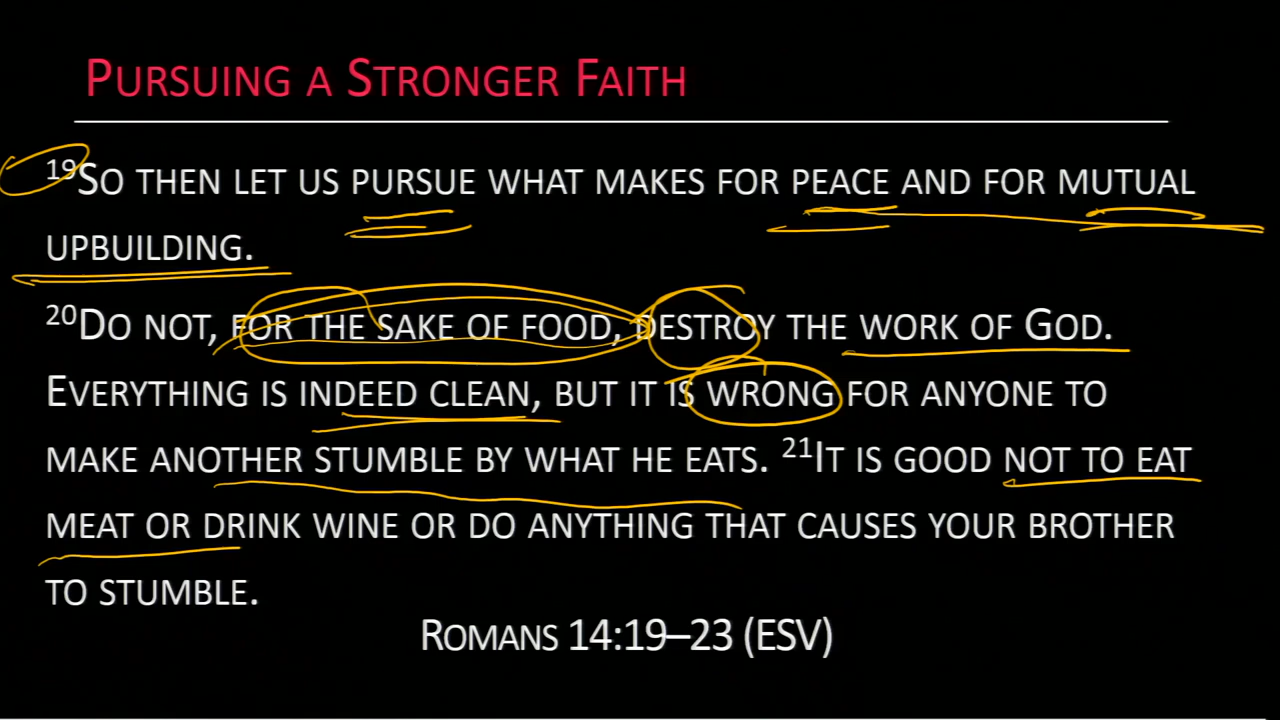 Pursuing a Stronger Faith
19So then let us pursue what makes for peace and for mutual
upbuilding.
20Do not, for the sake of food, destroy the work of God.
Everything is indeed clean, but it is wrong for anyone to
make another stumble by what he eats. 21It is good not to eat
meat or drink wine or do anything that causes your brother
to stumble.
Romans 14:19–23 (ESV)